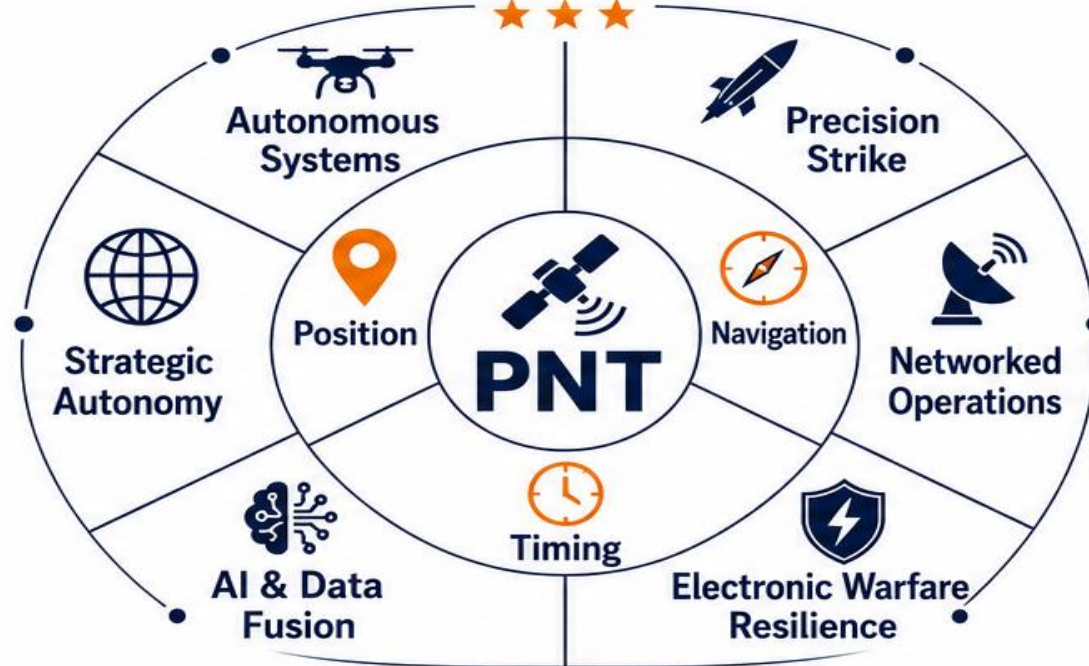 Autonomous
Systems
Precision
Strike
Position
PNT
Navigation
Strategic
Autonomy
Networked
Operations
Timing
AI & Data
Fusion
Electronic Warfare
Resilience